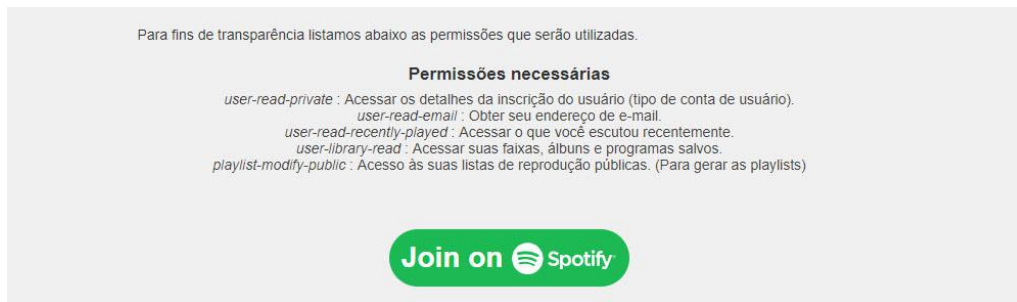 Para fins de transparência listamos abaixo as permissões que serão utilizadas.
Permissões necessárias
user-read-private : Acessar os detalhes da inscrição do usuário (tipo de conta de usuário).
user-read-email : Obter seu endereço de e-mail.
user-read-recently-played : Acessar o que você escutou recentemente.
user-library-read : Acessar suas faixas, álbuns e programas salvos.
playlist-modify-public : Acesso às suas listas de reprodução públicas. (Para gerar as playlists)
Join on Spotify